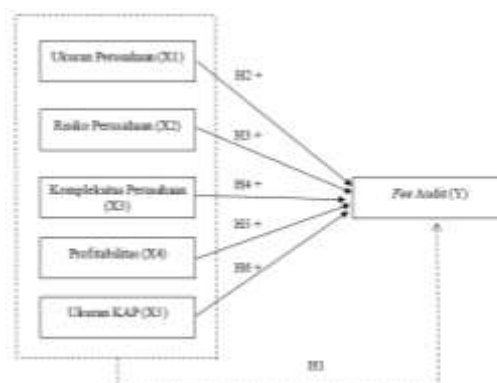 Ukuran Perusahaan (X1)
H2 +
Risiko Perusahaan (X2)
H3 +
Kompleksitas Perusahaan
(X3)
H4 +
Fee Audit (Y)
H5 +
Profitabilitas (X4)
H6 +
Ukuran KAP (X5)
H1